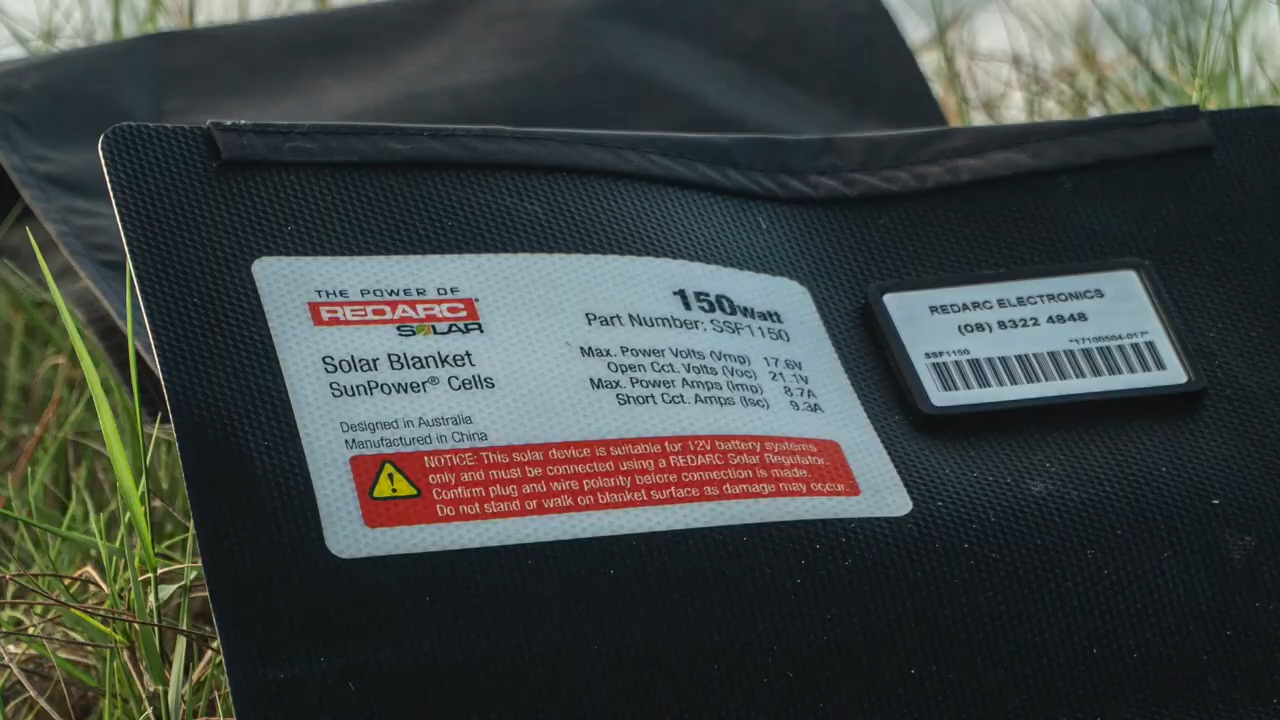 THE POWER OF
REDARC®
SOLAR
Solar Blanket
SunPower® Cells
Designed in Australia
Manufactured in China
150watt
Part Number: SSF1150
Max. Power Volts (Vmp) 17.6V
Open Cct. Volts (Voc) 21.1V
Max. Power Amps (Imp) 8.7A
Short Cct. Amps (Isc) 9.3A
NOTICE: This solar device is suitable for 12V battery systems
only and must be connected using a REDARC Solar Regulator.
Confirm plug and wire polarity before connection is made.
Do not stand or walk on blanket surface as damage may occur.
REDARC ELECTRONICS
(08) 8322 4848
SSF1150 "17100504-017"